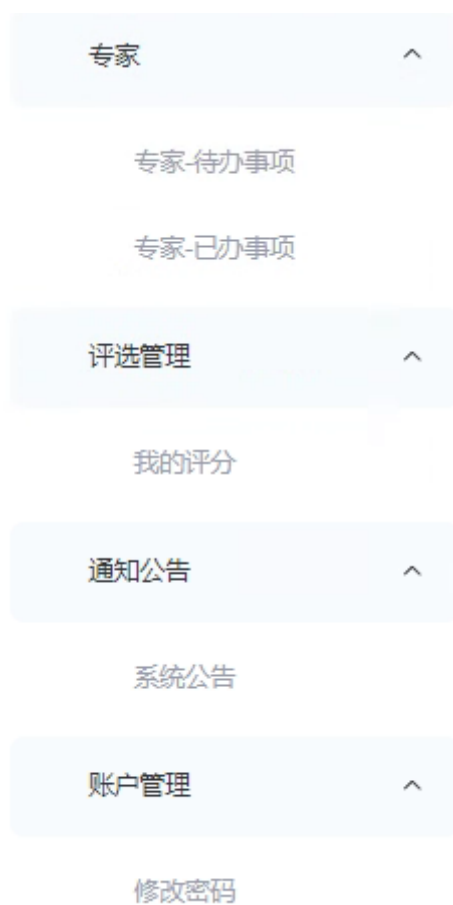 专家
专家-待办事项
专家-已办事项
评选管理
我的评分
通知公告
系统公告
账户管理
修改密码